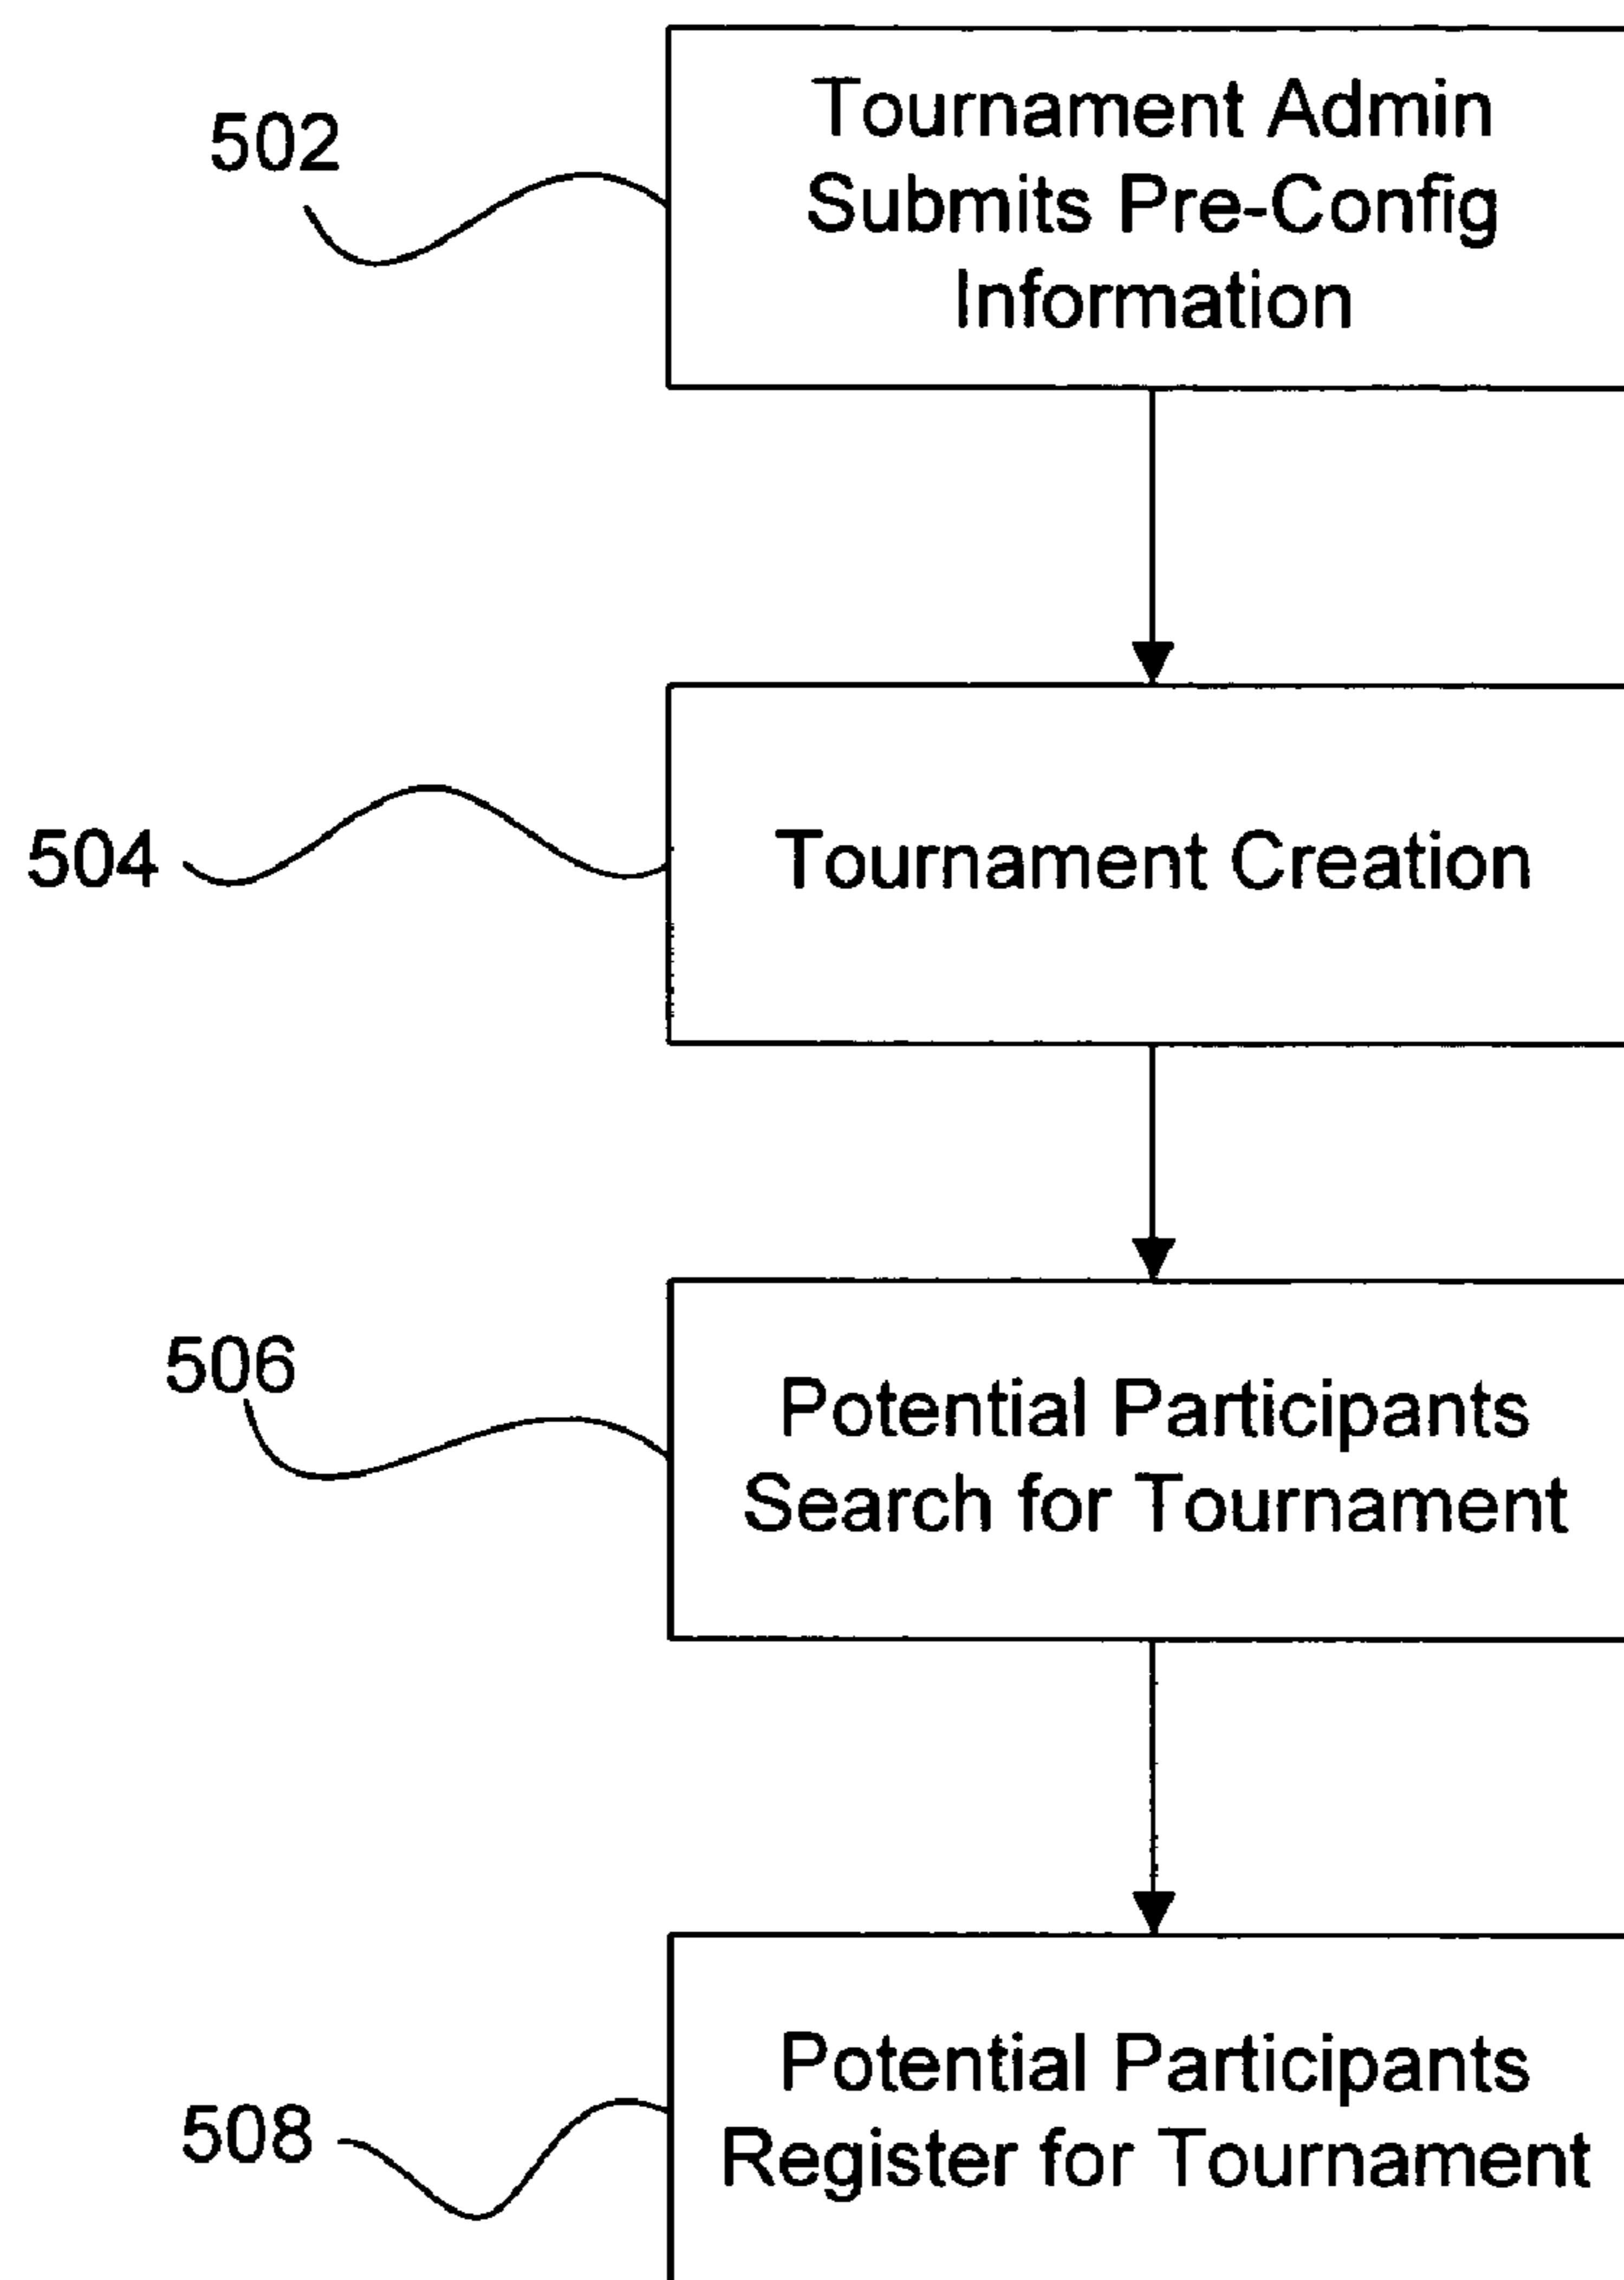 502
Tournament Admin
Submits Pre-Config
Information
504
Tournament Creation
506
Potential Participants
Search for Tournament
508
Potential Participants
Register for Tournament